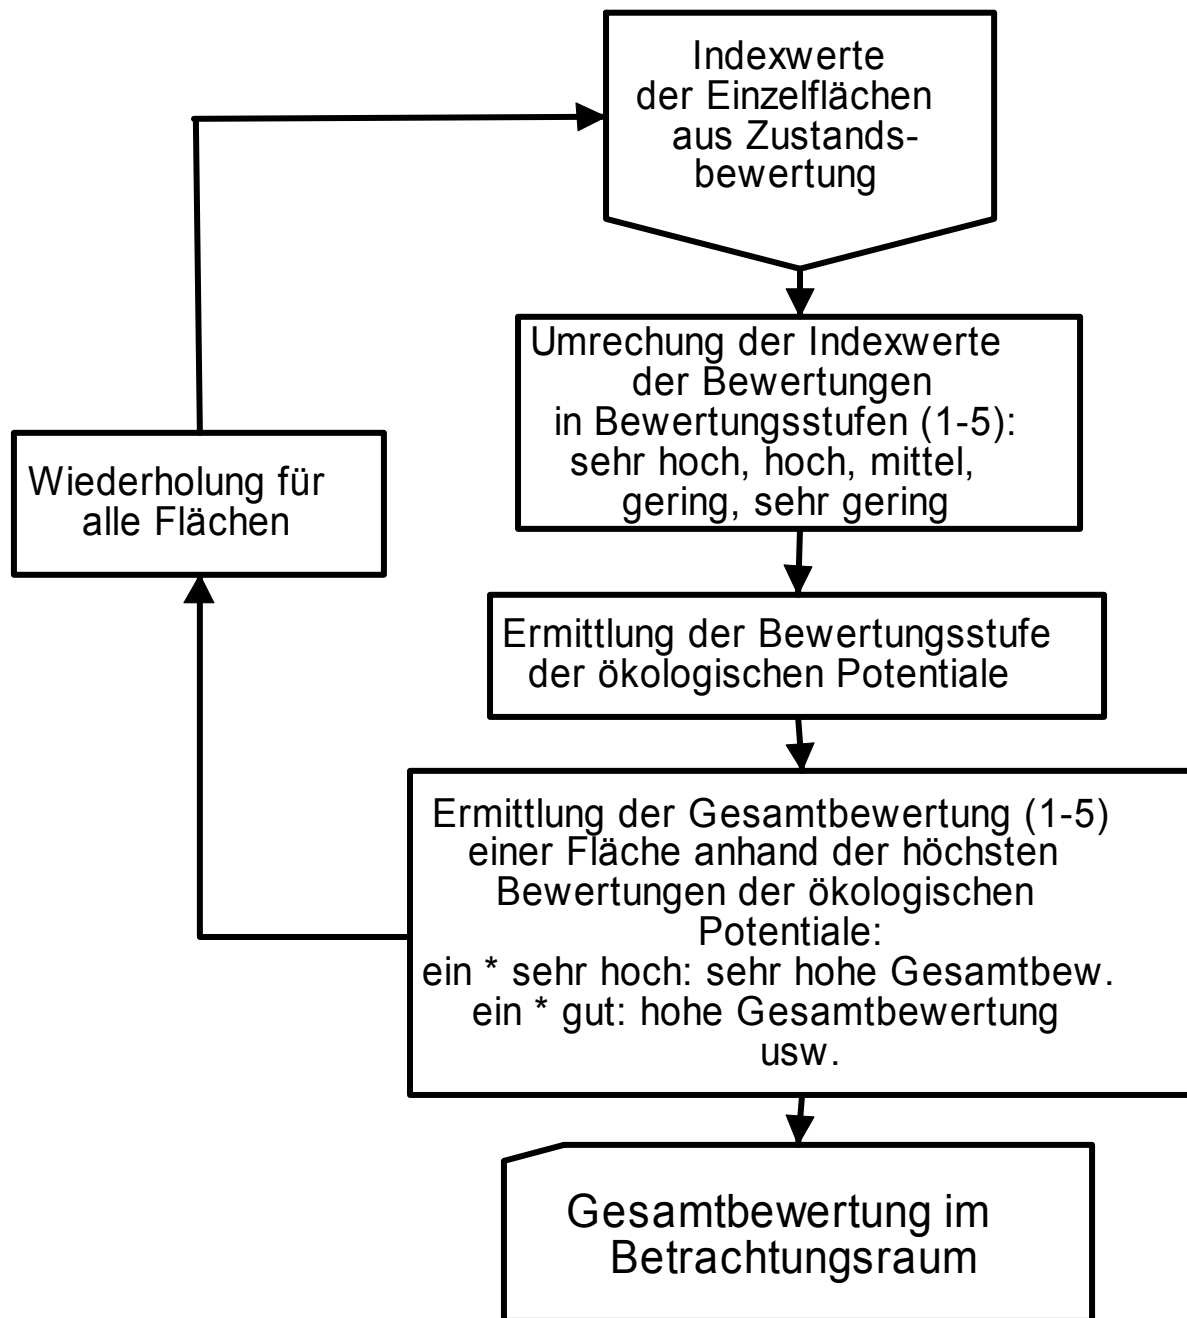 Indexwerte
der Einzelflächen
aus Zustands-
bewertung
Umrechung der Indexwerte
der Bewertungen
in Bewertungsstufen (1-5):
sehr hoch, hoch, mittel,
gering, sehr gering
Wiederholung für
alle Flächen
Ermittlung der Bewertungsstufe
der ökologischen Potentiale
Ermittlung der Gesamtbewertung (1-5)
einer Fläche anhand der höchsten
Bewertungen der ökologischen
Potentiale:
ein * sehr hoch: sehr hohe Gesamtbew.
ein * gut: hohe Gesamtbewertung
usw.
Gesamtbewertung im
Betrachtungsraum